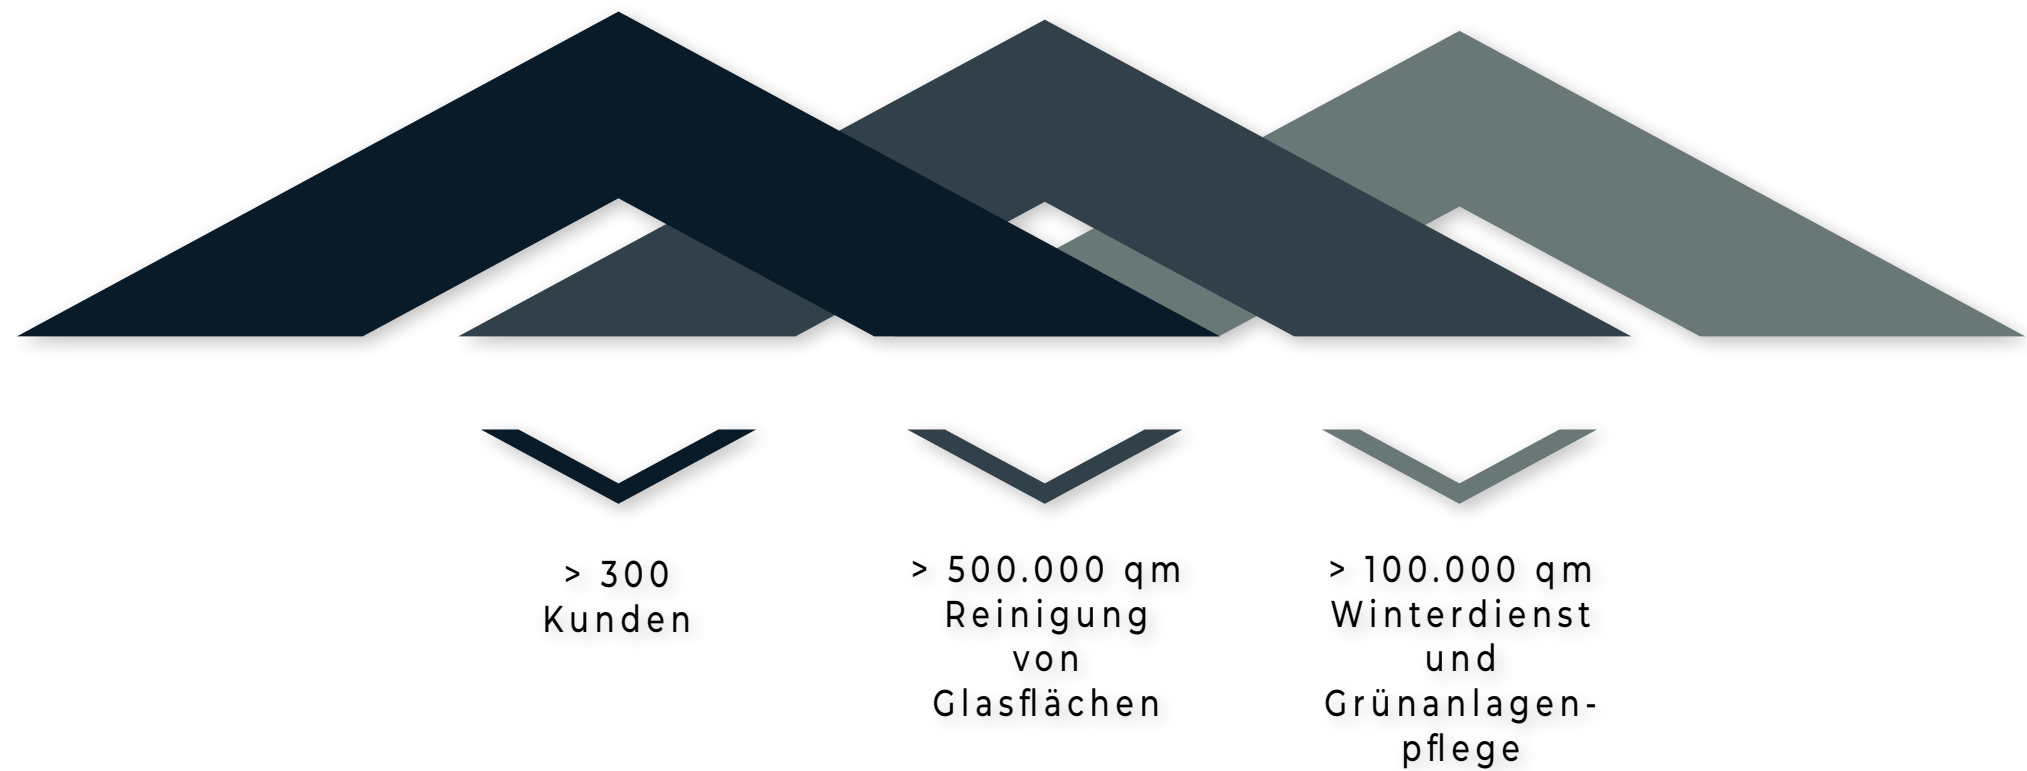 > 300
Kunden
> 500.000 qm
Reinigung
von
Glasflächen
> 100.000 qm
Winterdienst
und
Grünanlagen-
pflege